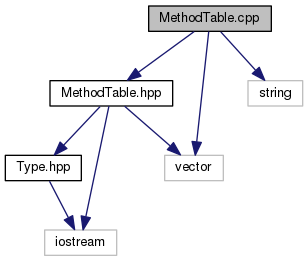 MethodTable.cpp
MethodTable.hpp
string
Type.hpp
vector
iostream